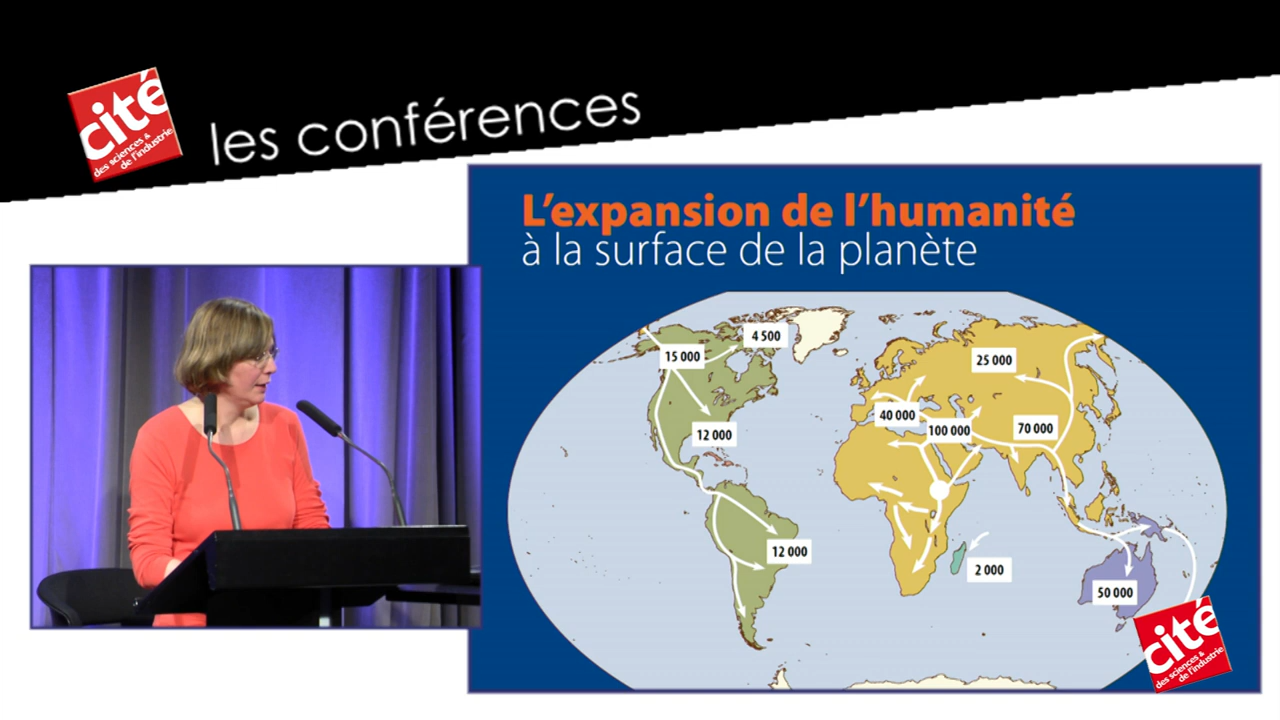 cité
des sciences &
de l'industrie
les conférences
L'expansion de l'humanité
à la surface de la planète
4 500
15 000
25 000
40 000
100 000
70 000
12 000
12 000
2 000
50 000
cité
des sciences &
de l'industrie